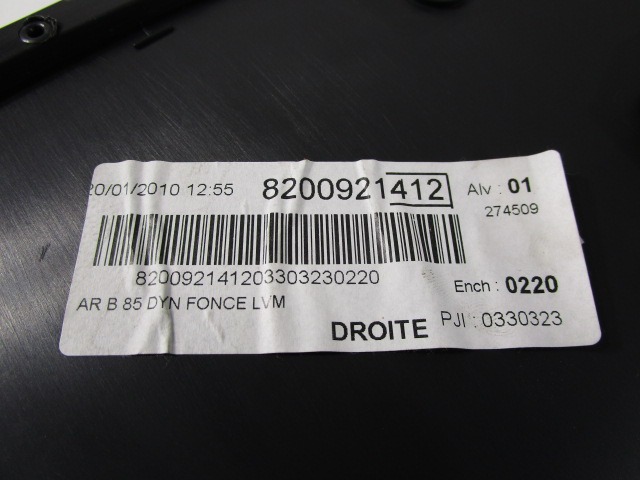 20/01/2010 12:55 8200921412 Alv : 01
274509
820092141203303230220
Ench : 0220
AR B 85 DYN FONCE LVM
DROITE PJI : 0330323